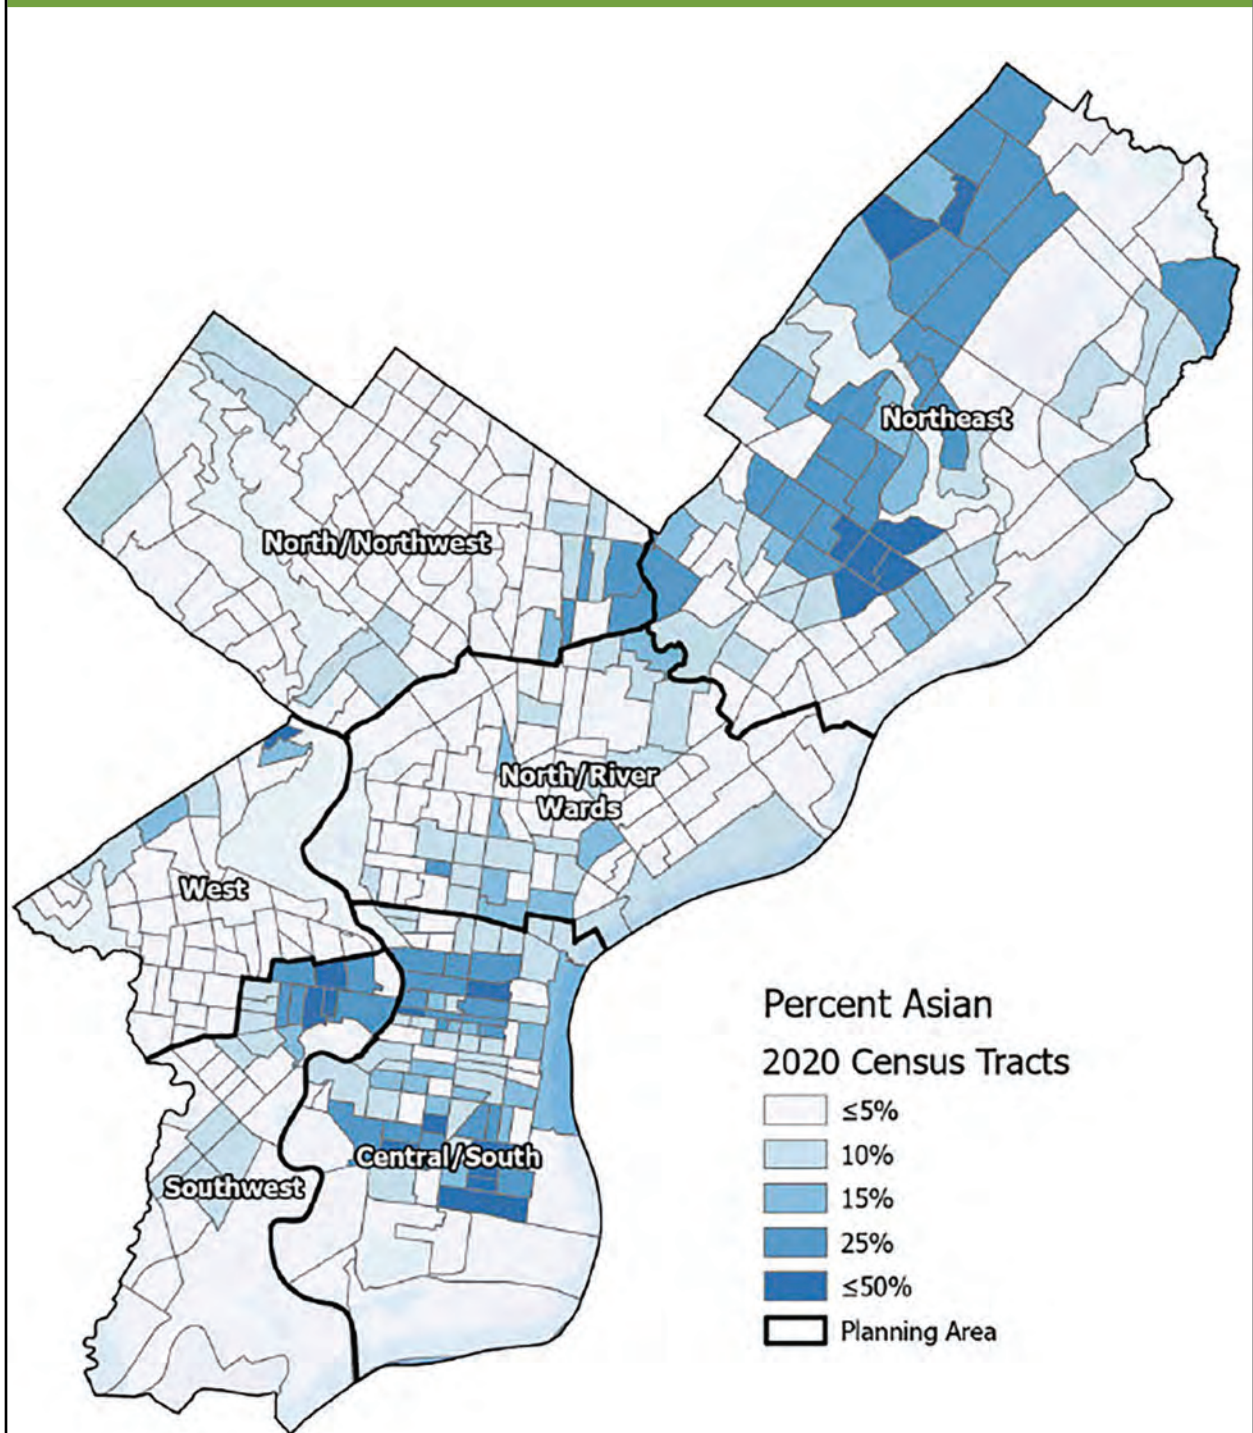 Northeast
North/Northwest
North/River
Wards
West
Central/South
Southwest
Percent Asian
2020 Census Tracts
≤5%
10%
15%
25%
≤50%
Planning Area